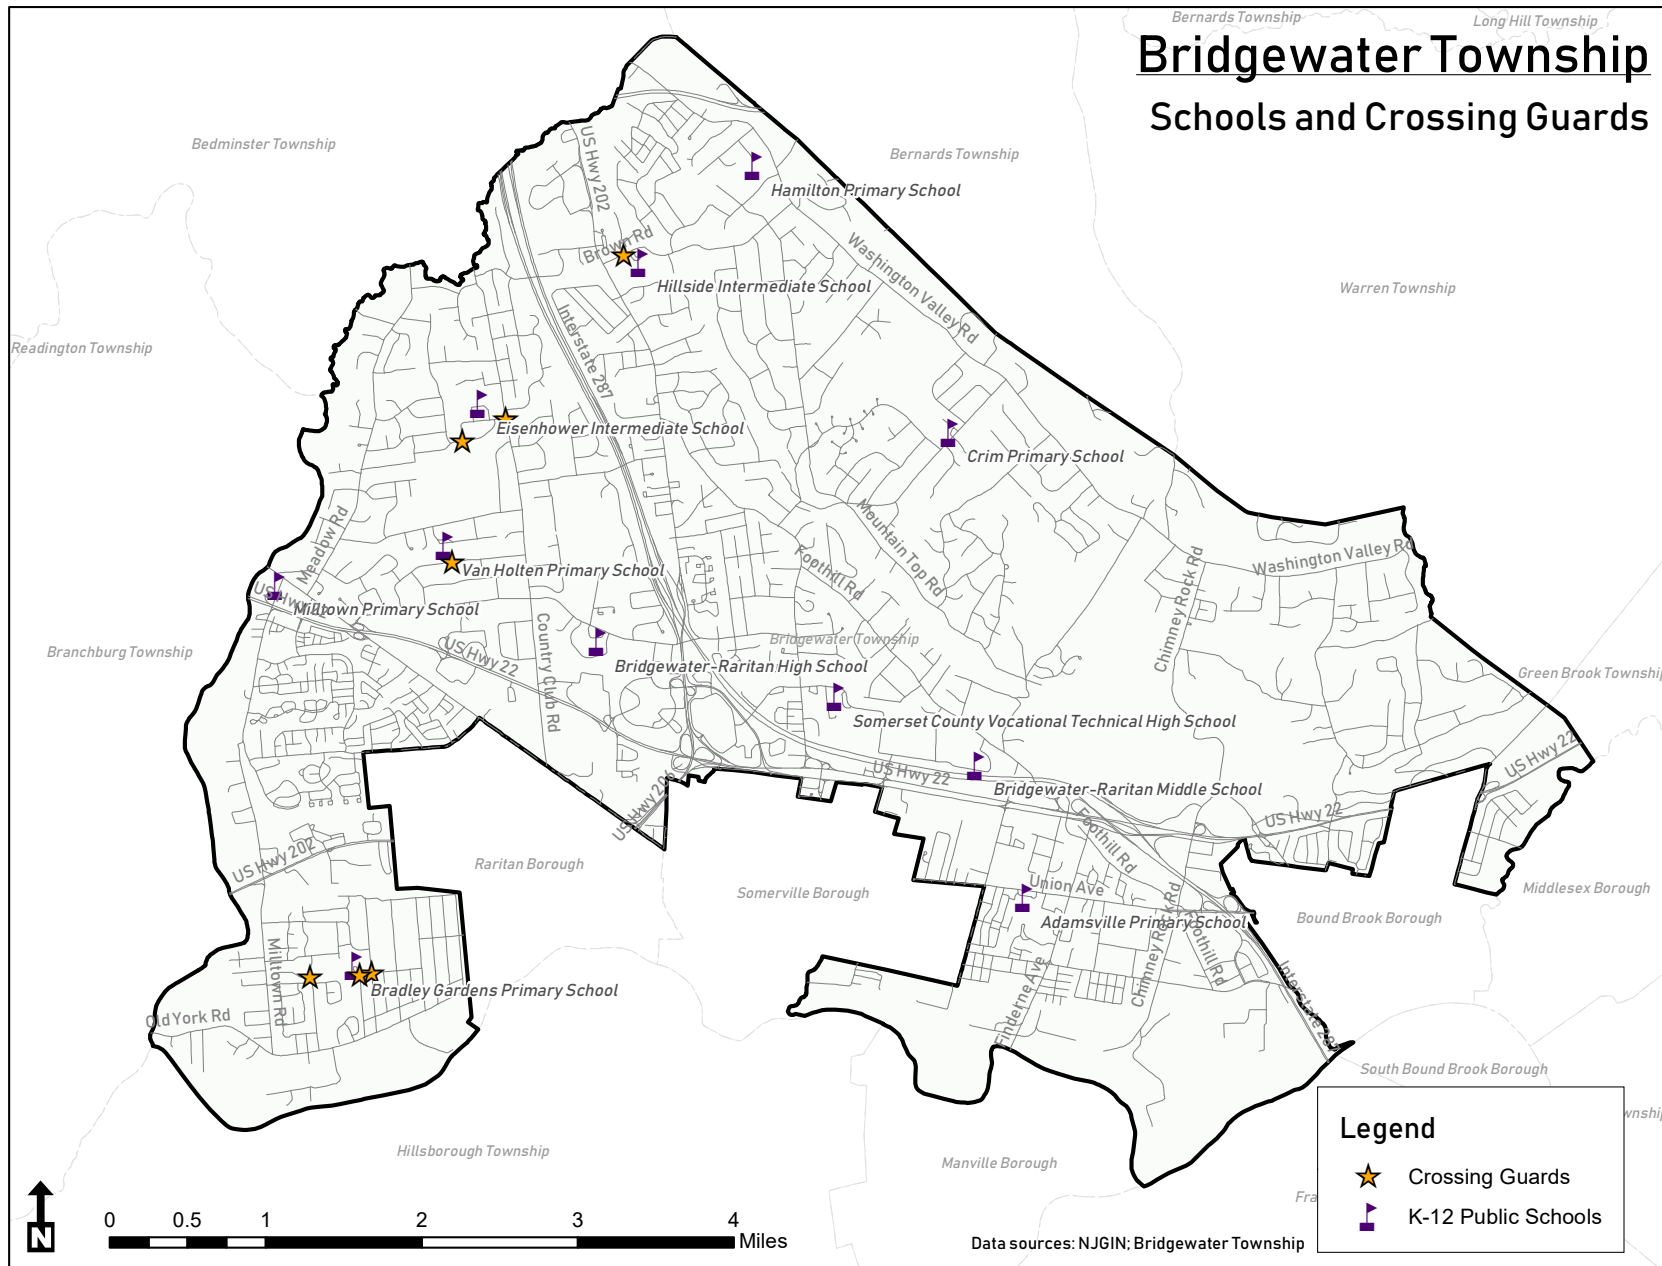 Bernards Township
Long Hill Township
Bridgewater Township
Schools and Crossing Guards
Bedminster Township
US Hwy 202
Bernards Township
Hamilton Primary School
Brown Rd
Washington Valley Rd
Hillside Intermediate School
Warren Township
Interstate 287
Readington Township
Eisenhower Intermediate School
Crim Primary School
Meadow Rd
Mountain Top Rd
Foothill Rd
Chimney Rock Rd
Washington Valley Rd
Van Holten Primary School
US Hwy
Milltown Primary School
Branchburg Township
US Hwy 22
Country Club Rd
Bridgewater Township
Bridgewater-Raritan High School
Green Brook Township
Somerset County Vocational Technical High School
US Hwy 22
US Hwy 22
Bridgewater-Raritan Middle School
US Hwy 206
US Hwy 22
Foothill Rd
US Hwy 202
Raritan Borough
Somerville Borough
Union Ave
Middlesex Borough
Bound Brook Borough
Adamsville Primary School
Chimney Rock Rd
Foothill Rd
Milltown Rd
Bradley Gardens Primary School
Old York Rd
Finderne Ave
Interstate 287
South Bound Brook Borough
Hillsborough Township
Manville Borough
Legend
Crossing Guards
K-12 Public Schools
N
0 0.5 1 2 3 4
Miles
Data sources: NJGIN; Bridgewater Township